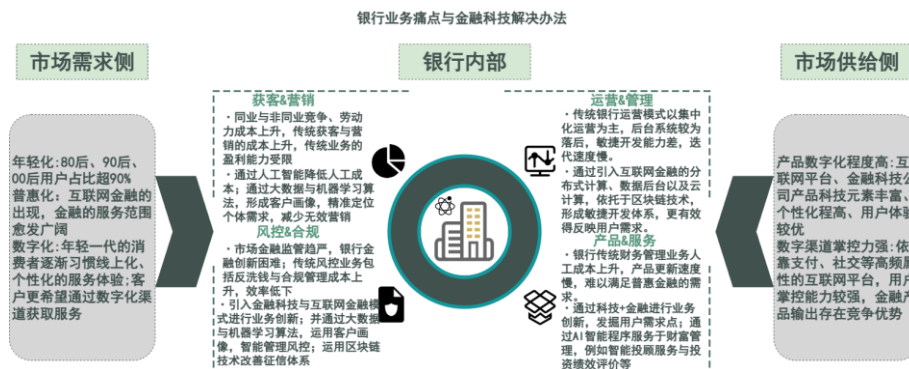 银行业务痛点与金融科技解决办法
市场需求侧
银行内部
市场供给侧
年轻化:80后、90后、
00后用户占比超90%
普惠化：互联网金融的
出现，金融的服务范围
愈发广阔
数字化:年轻一代的消
费者逐渐习惯线上化、
个性化的服务体验;客
户更希望通过数字化渠
道获取服务
获客&营销
·同业与非同业竞争、劳动
力成本上升，传统获客与营
销的成本上升，传统业务的
盈利能力受限
·通过人工智能降低人工成
本；通过大数据与机器学习算
法，形成客户画像，精准定位
个体需求，减少无效营销
风控&合规
·市场金融监管趋严，银行金
融创新困难；传统风控业务包
括反洗钱与合规管理成本上
升，效率低下
·引入金融科技与互联网金融模
式进行业务创新；并通过大数据
与机器学习算法，运用客户画
像，智能管理风控；运用区块链
技术改善征信体系
运营&管理
·传统银行运营模式以集中
化运营为主，后台系统较为
落后，敏捷开发能力差，迭
代速度慢。
·通过引入互联网金融的分
布式计算、数据后台以及云
计算，依托于区块链技术，
形成敏捷开发体系，更有效
得反映用户需求。
产品&服务
·银行传统财务管理业务人
工成本上升，产品更新速度
慢，难以满足普惠金融的需
求。
·通过科技+金融进行业务
创新，发掘用户需求点；通
过AI智能程序服务于财富管
理，例如智能投顾服务与投
资绩效评价等
产品数字化程度高：互
联网平台、金融科技公
司产品科技元素丰富、
个性化程高、用户体验
较优
数字渠道掌控力强：依
靠支付、社交等高频属
性的互联网平台，用户
掌控能力较强，金融产
品输出存在竞争优势